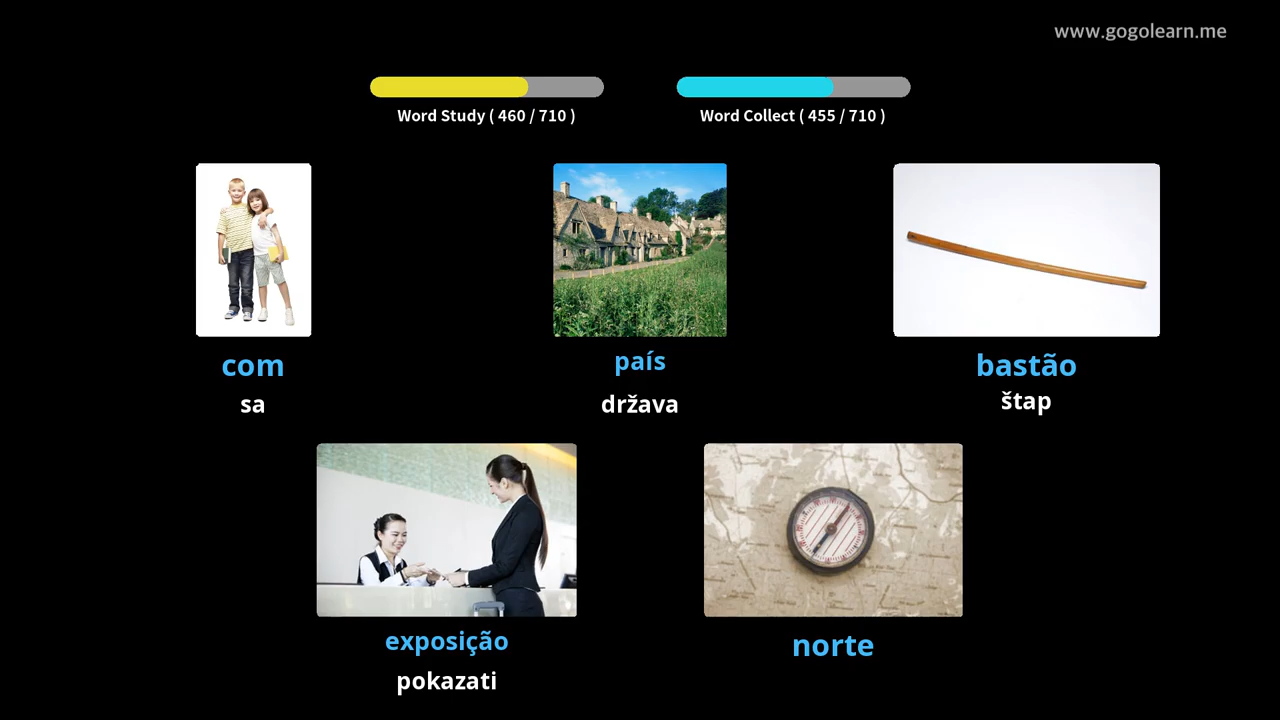 www.gogolearn.me
Word Study ( 460 / 710 )
Word Collect ( 455 / 710 )
com
sa
país
država
bastão
štap
exposição
pokazati
norte